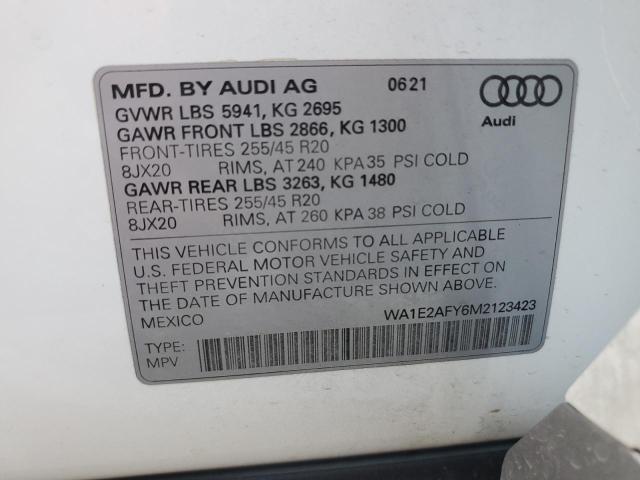 MFD. BY AUDI AG 0621
GVWR LBS 5941, KG 2695
GAWR FRONT LBS 2866, KG 1300
FRONT-TIRES 255/45 R20
8JX20 RIMS, AT 240 KPA 35 PSI COLD
GAWR REAR LBS 3263, KG 1480
REAR-TIRES 255/45 R20
8JX20 RIMS, AT 260 KPA 38 PSI COLD
Audi
THIS VEHICLE CONFORMS TO ALL APPLICABLE
U.S. FEDERAL MOTOR VEHICLE SAFETY AND
THEFT PREVENTION STANDARDS IN EFFECT ON
THE DATE OF MANUFACTURE SHOWN ABOVE.
MEXICO WA1E2AFY6M2123423
TYPE:
MPV